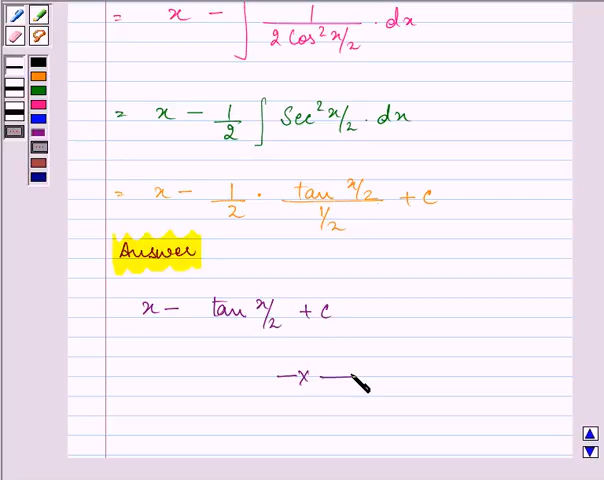 = x - ∫ 1/(2 Cos² x/2) · dx
= x - 1/2 ∫ Sec² x/2 · dx
= x - 1/2 · (tan x/2)/(1/2) + C
Answer
x - tan x/2 + C
—x—